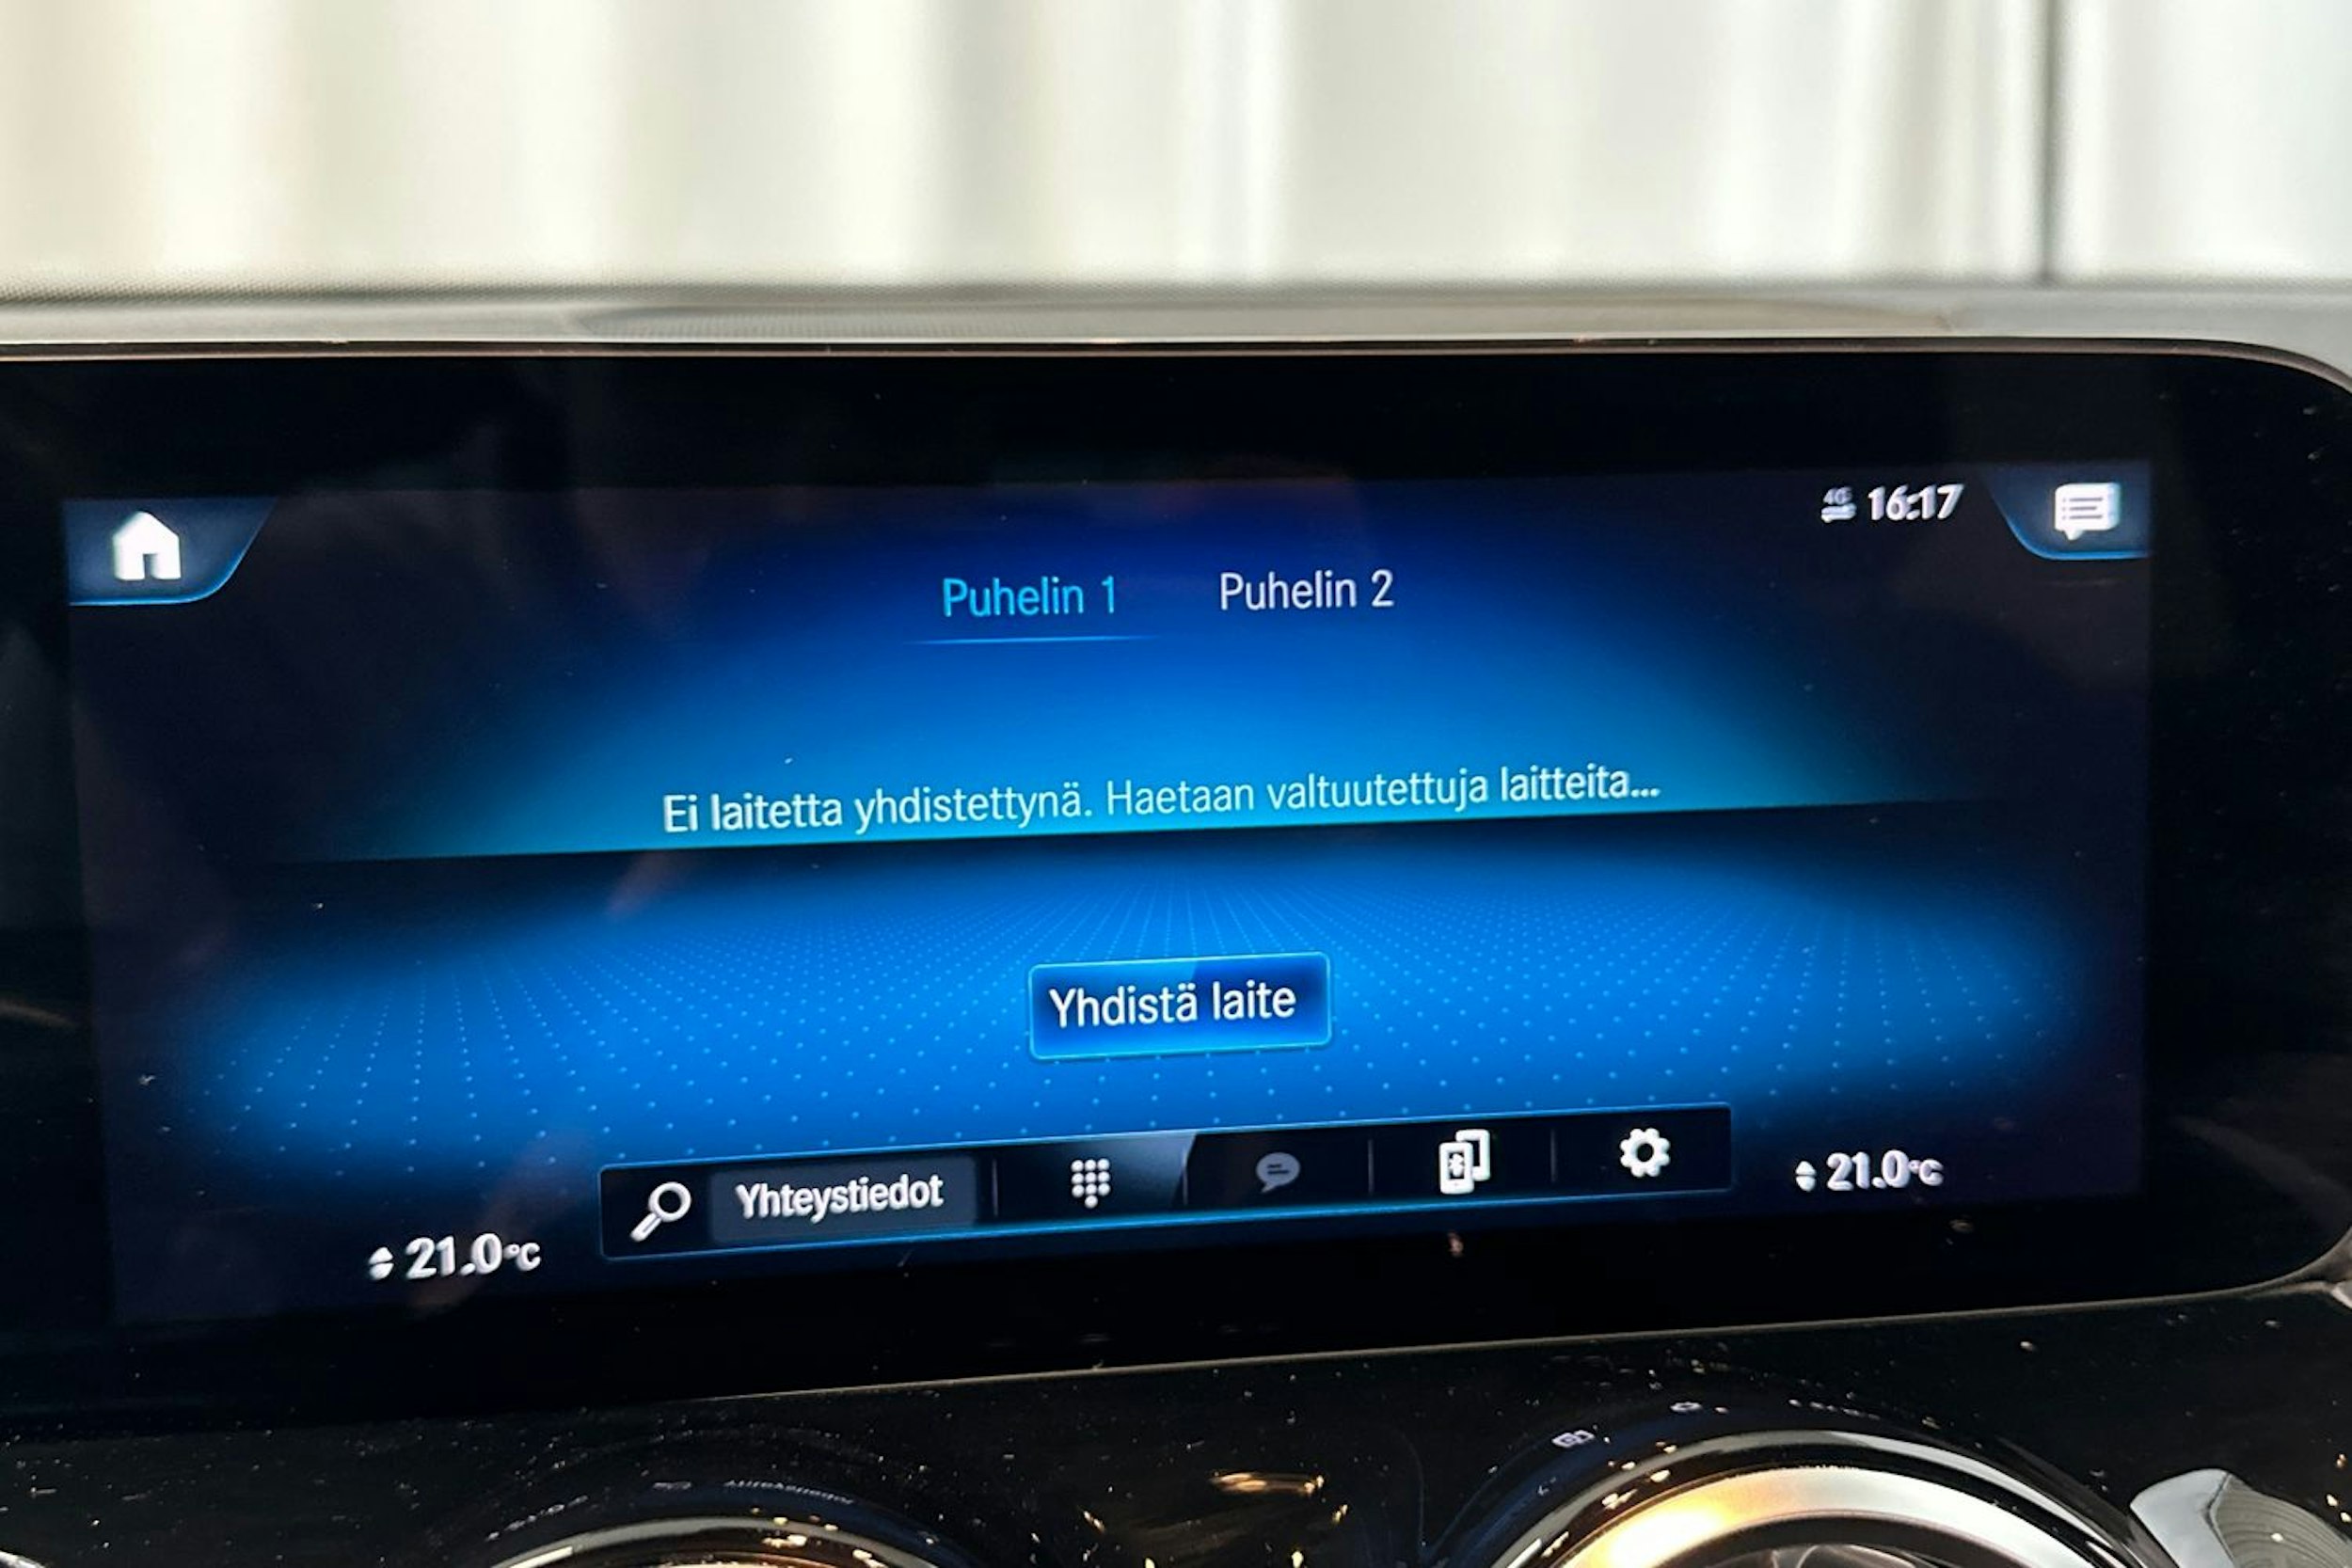 4G 16:17
Puhelin 1 Puhelin 2
Ei laitetta yhdistettynä. Haetaan valtuutettuja laitteita...
Yhdistä laite
Yhteystiedot
21.0°C
21.0°C